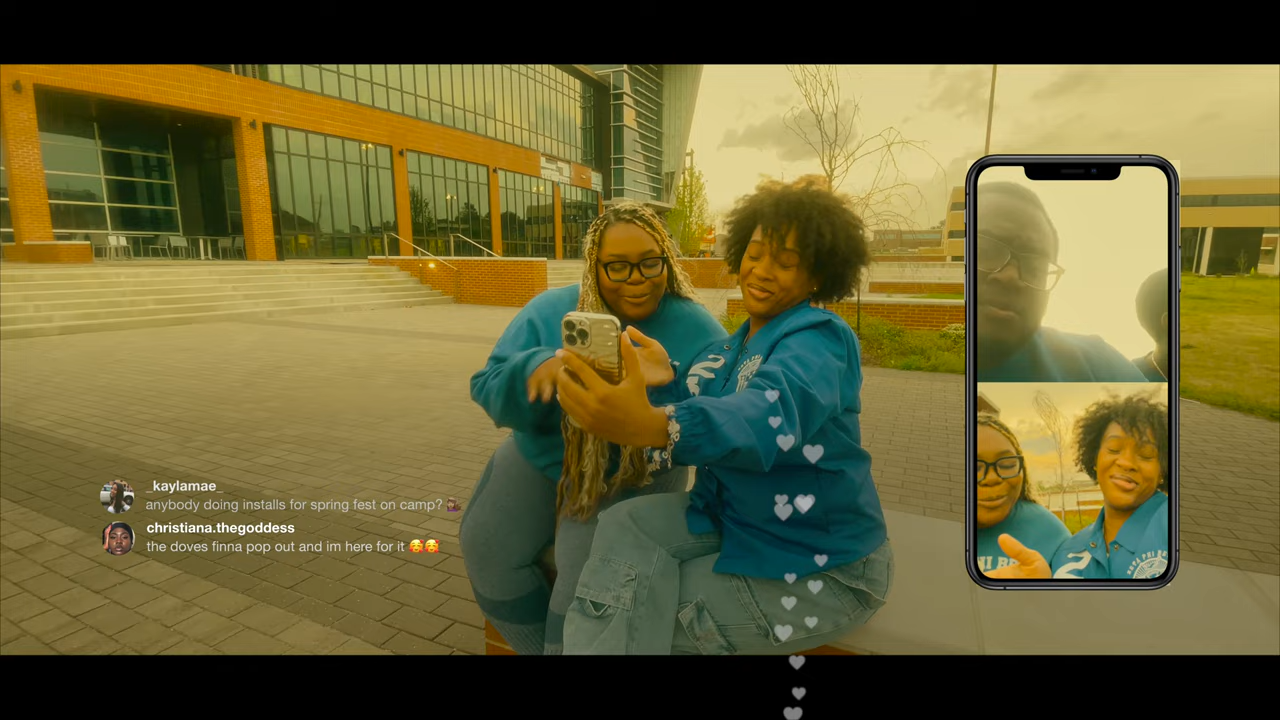 _kaylamae_
anybody doing installs for spring fest on camp? 💁🏾‍♀️
christiana.thegoddess
the doves finna pop out and im here for it 🥰🥰